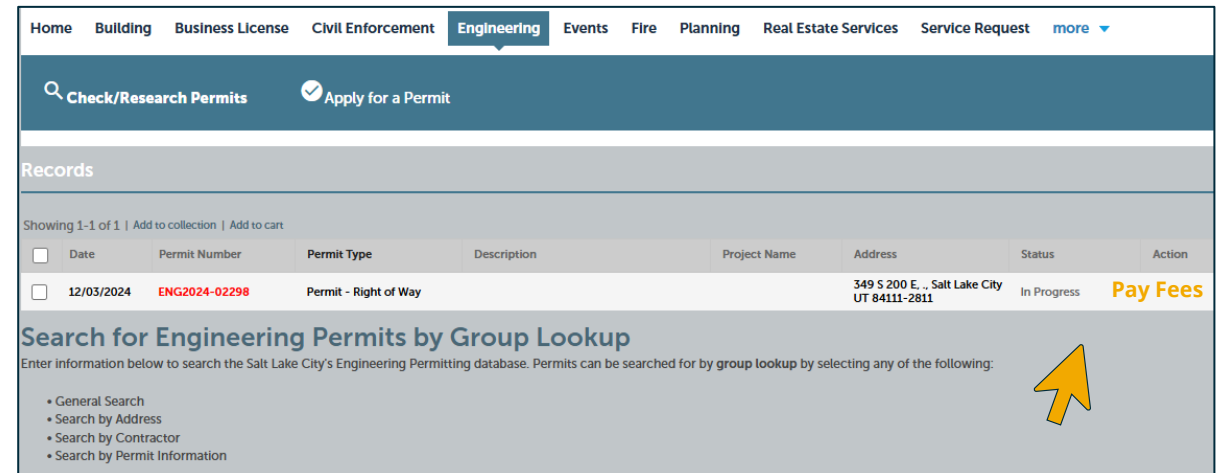 Home Building Business License Civil Enforcement Engineering Events Fire Planning Real Estate Services Service Request more
Check/Research Permits Apply for a Permit
Records
Showing 1-1 of 1 | Add to collection | Add to cart
Date Permit Number Permit Type Description Project Name Address Status Action
12/03/2024 ENG2024-02298 Permit - Right of Way 349 S 200 E, ., Salt Lake City In Progress Pay Fees
UT 84111-2811
Search for Engineering Permits by Group Lookup
Enter information below to search the Salt Lake City's Engineering Permitting database. Permits can be searched for by group lookup by selecting any of the following:
• General Search
• Search by Address
• Search by Contractor
• Search by Permit Information